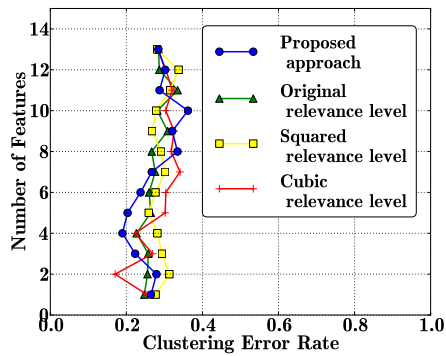 14
12
10
8
6
4
2
0
Number of Features
Proposed
approach
Original
relevance level
Squared
relevance level
Cubic
relevance level
0.0 0.2 0.4 0.6 0.8 1.0
Clustering Error Rate